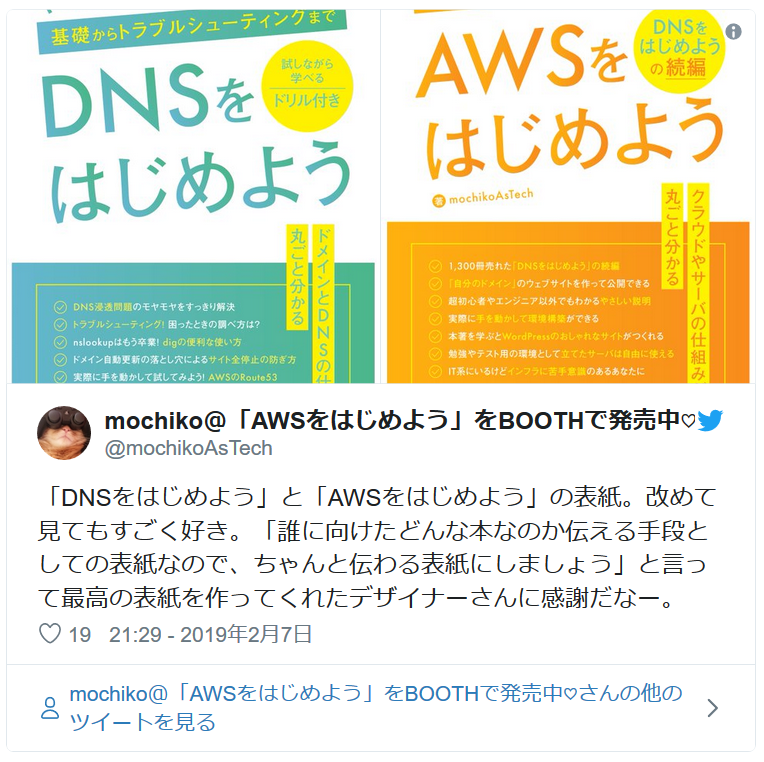 基礎からトラブルシューティングまで
DNSを
はじめよう
試しながら
学べる
ドリル付き
ドメインとDNSの仕
丸ごと分かる
DNS浸透問題のモヤモヤをすっきり解決
トラブルシューティング! 困ったときの調べ方は?
nslookupはもう卒業! digの便利な使い方
ドメイン自動更新の落とし穴によるサイト全停止の防ぎ方
実際に手を動かして試してみよう! AWSのRoute53
AWSを
はじめよう
DNSを
はじめよう
の続編
著 mochikoAsTech
クラウドやサーバの仕組み
丸ごと分かる
1,300冊売れた「DNSをはじめよう」の続編
「自分のドメイン」のウェブサイトを作って公開できる
超初心者やエンジニア以外でもわかるやさしい説明
実際に手を動かして環境構築ができる
本書を学ぶとWordPressのおしゃれなサイトがつくれる
勉強やテスト用の環境として立てたサーバは自由に使える
IT系にいるけどインフラに苦手意識のあるあなたに
mochiko@「AWSをはじめよう」をBOOTHで発売中♡
@mochikoAsTech
「DNSをはじめよう」と「AWSをはじめよう」の表紙。改めて
見てもすごく好き。「誰に向けたどんな本なのか伝える手段と
しての表紙なので、ちゃんと伝わる表紙にしましょう」と言っ
て最高の表紙を作ってくれたデザイナーさんに感謝だなー。
♡ 19 21:29 - 2019年2月7日
mochiko@「AWSをはじめよう」をBOOTHで発売中♡さんの他の
ツイートを見る